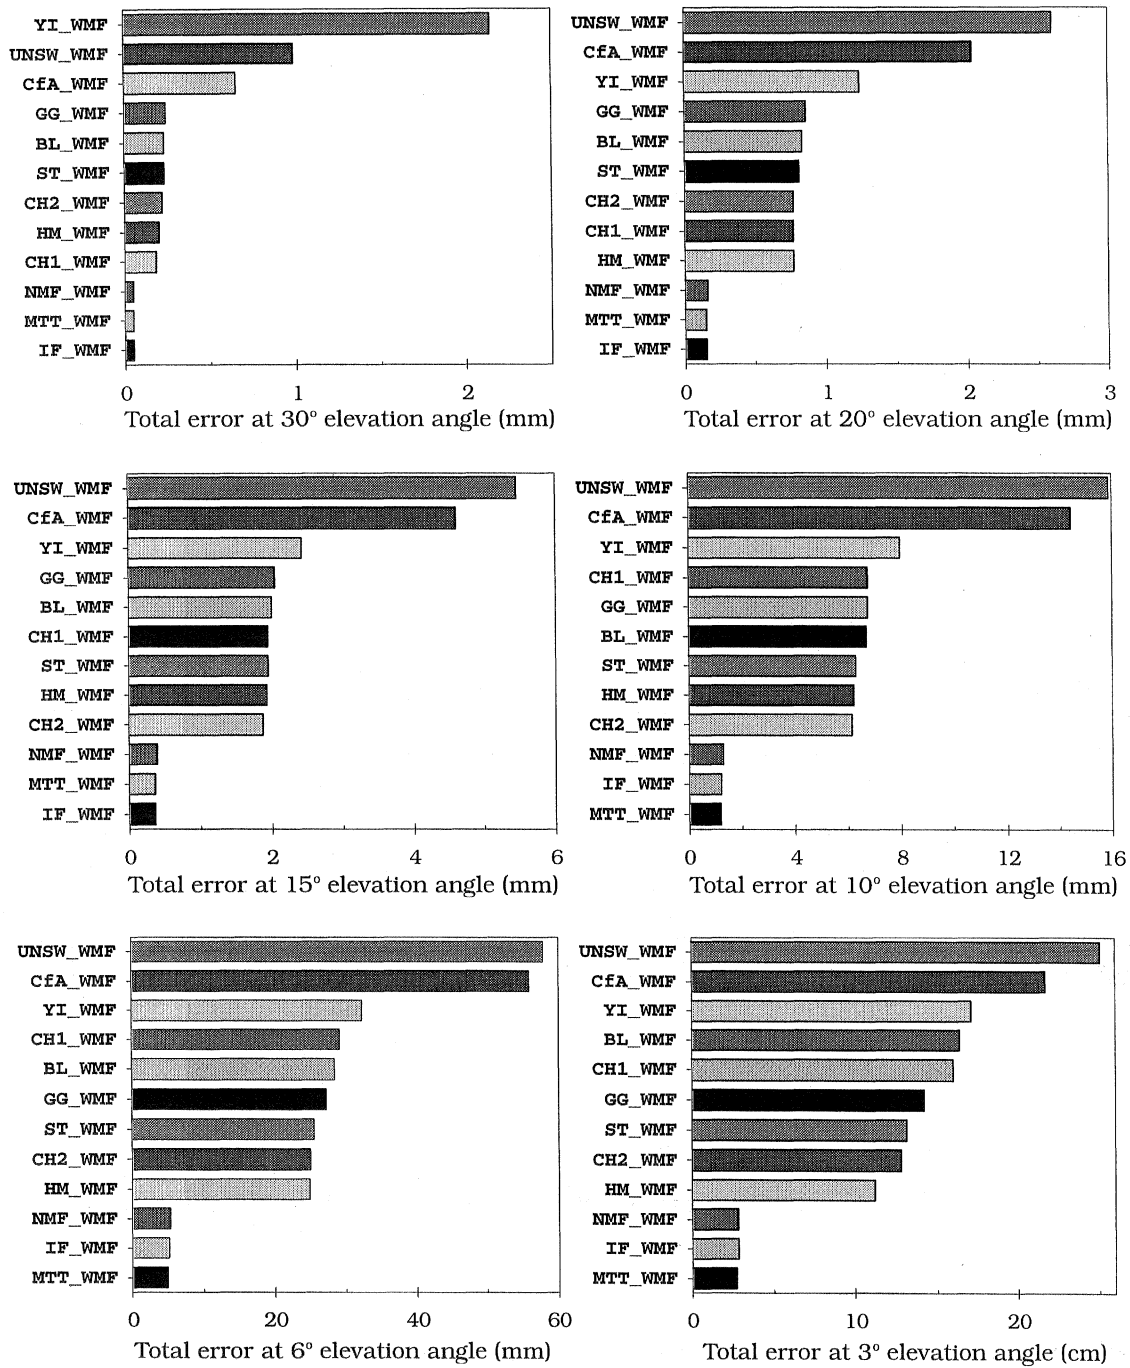 YI_WMF
UNSW_WMF
CfA_WMF
GG_WMF
BL_WMF
ST_WMF
CH2_WMF
HM_WMF
CH1_WMF
NMF_WMF
MTT_WMF
IF_WMF
0 1 2
Total error at 30° elevation angle (mm)
UNSW_WMF
CfA_WMF
YI_WMF
GG_WMF
BL_WMF
ST_WMF
CH2_WMF
CH1_WMF
HM_WMF
NMF_WMF
MTT_WMF
IF_WMF
0 1 2 3
Total error at 20° elevation angle (mm)
UNSW_WMF
CfA_WMF
YI_WMF
GG_WMF
BL_WMF
CH1_WMF
ST_WMF
HM_WMF
CH2_WMF
NMF_WMF
MTT_WMF
IF_WMF
0 2 4 6
Total error at 15° elevation angle (mm)
UNSW_WMF
CfA_WMF
YI_WMF
CH1_WMF
GG_WMF
BL_WMF
ST_WMF
HM_WMF
CH2_WMF
NMF_WMF
IF_WMF
MTT_WMF
0 4 8 12 16
Total error at 10° elevation angle (mm)
UNSW_WMF
CfA_WMF
YI_WMF
CH1_WMF
BL_WMF
GG_WMF
ST_WMF
CH2_WMF
HM_WMF
NMF_WMF
IF_WMF
MTT_WMF
0 20 40 60
Total error at 6° elevation angle (mm)
UNSW_WMF
CfA_WMF
YI_WMF
BL_WMF
CH1_WMF
GG_WMF
ST_WMF
CH2_WMF
HM_WMF
NMF_WMF
IF_WMF
MTT_WMF
0 10 20
Total error at 3° elevation angle (cm)